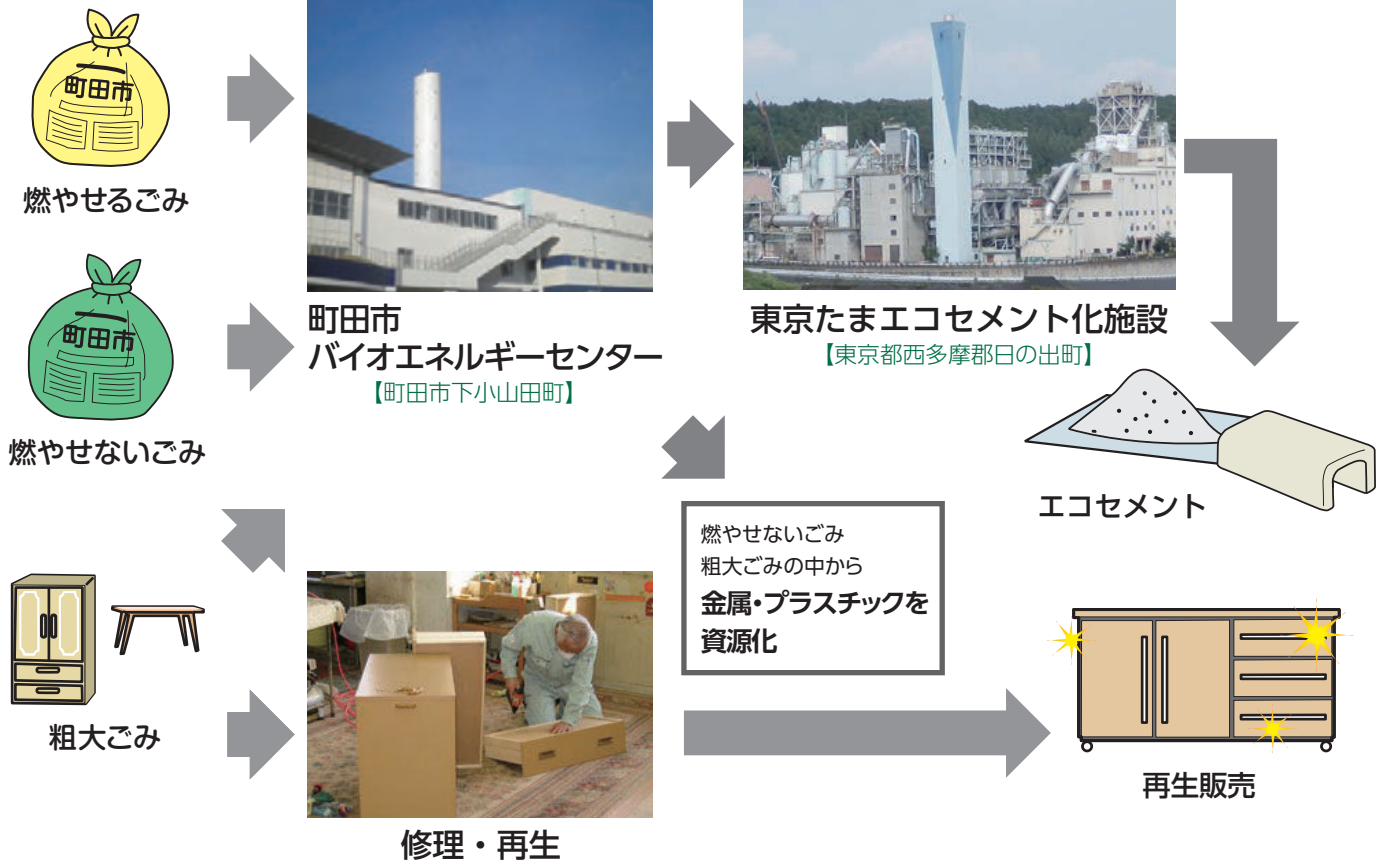 町田市
燃やせるごみ
町田市
燃やせないごみ
町田市
バイオエネルギーセンター
【町田市下小山田町】
東京たまエコセメント化施設
【東京都西多摩郡日の出町】
エコセメント
燃やせないごみ
粗大ごみの中から
金属・プラスチックを
資源化
粗大ごみ
修理・再生
再生販売